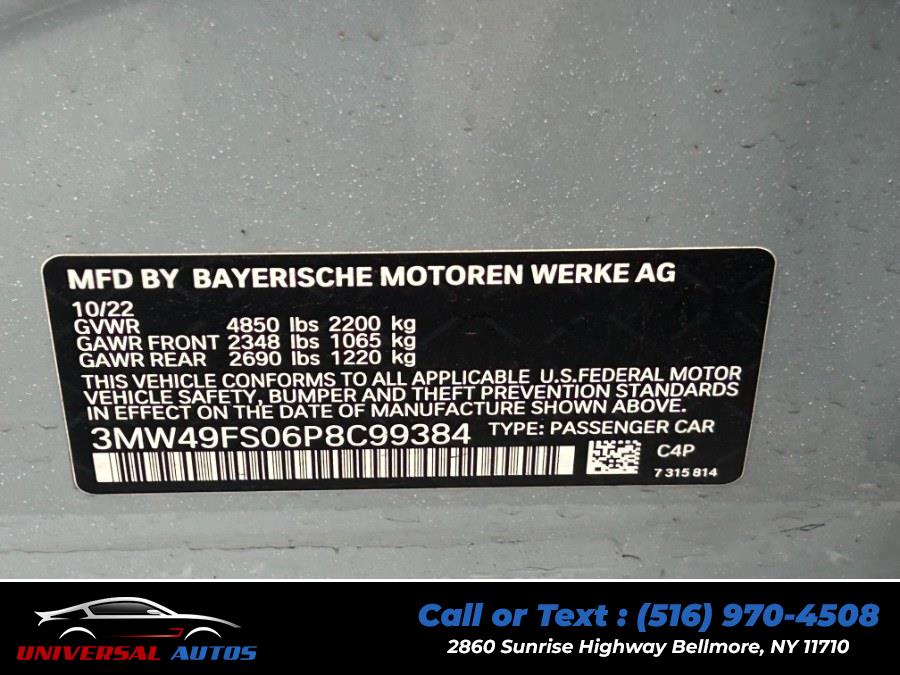 MFD BY BAYERISCHE MOTOREN WERKE AG
10/22
GVWR 4850 lbs 2200 kg
GAWR FRONT 2348 lbs 1065 kg
GAWR REAR 2690 lbs 1220 kg
THIS VEHICLE CONFORMS TO ALL APPLICABLE U.S.FEDERAL MOTOR
VEHICLE SAFETY, BUMPER AND THEFT PREVENTION STANDARDS
IN EFFECT ON THE DATE OF MANUFACTURE SHOWN ABOVE.
3MW49FS06P8C99384 TYPE: PASSENGER CAR
C4P
7 315 814
UNIVERSAL AUTOS
Call or Text : (516) 970-4508
2860 Sunrise Highway Bellmore, NY 11710